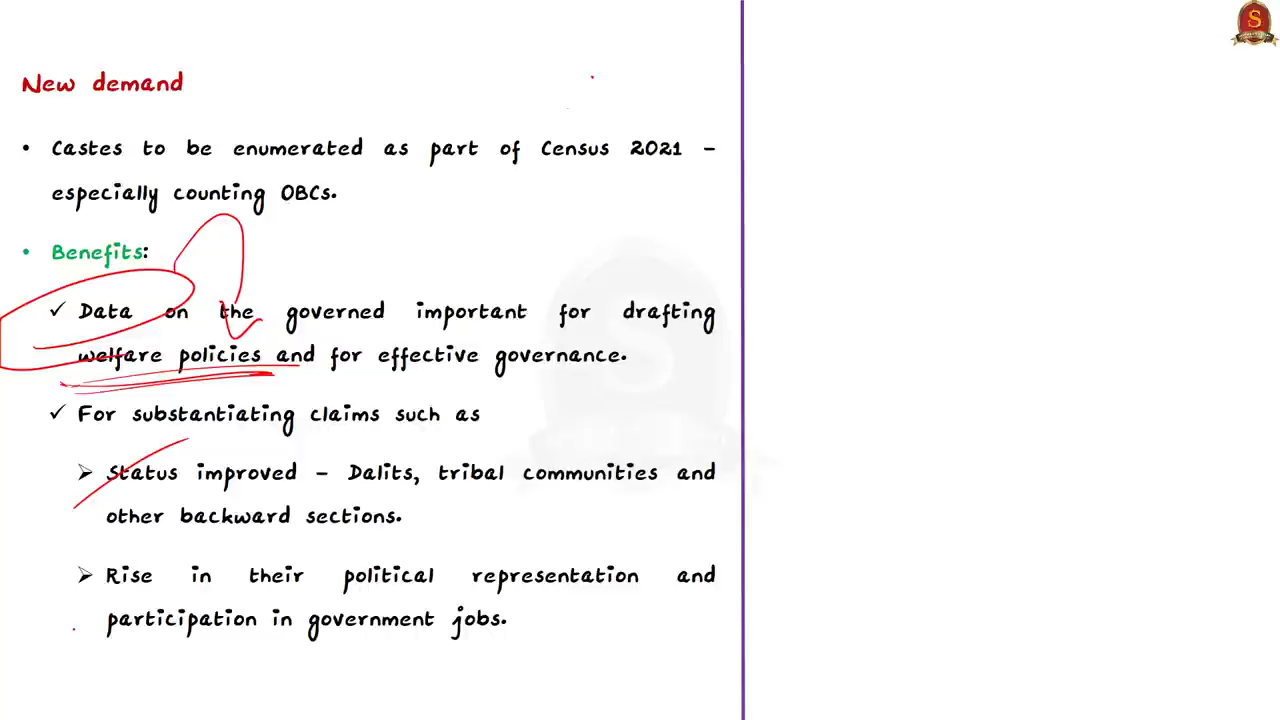 S
New demand
• Castes to be enumerated as part of Census 2021 –
especially counting OBCs.
• Benefits:
✓ Data on the governed important for drafting
welfare policies and for effective governance.
✓ For substantiating claims such as
➢ Status improved – Dalits, tribal communities and
other backward sections.
➢ Rise in their political representation and
participation in government jobs.